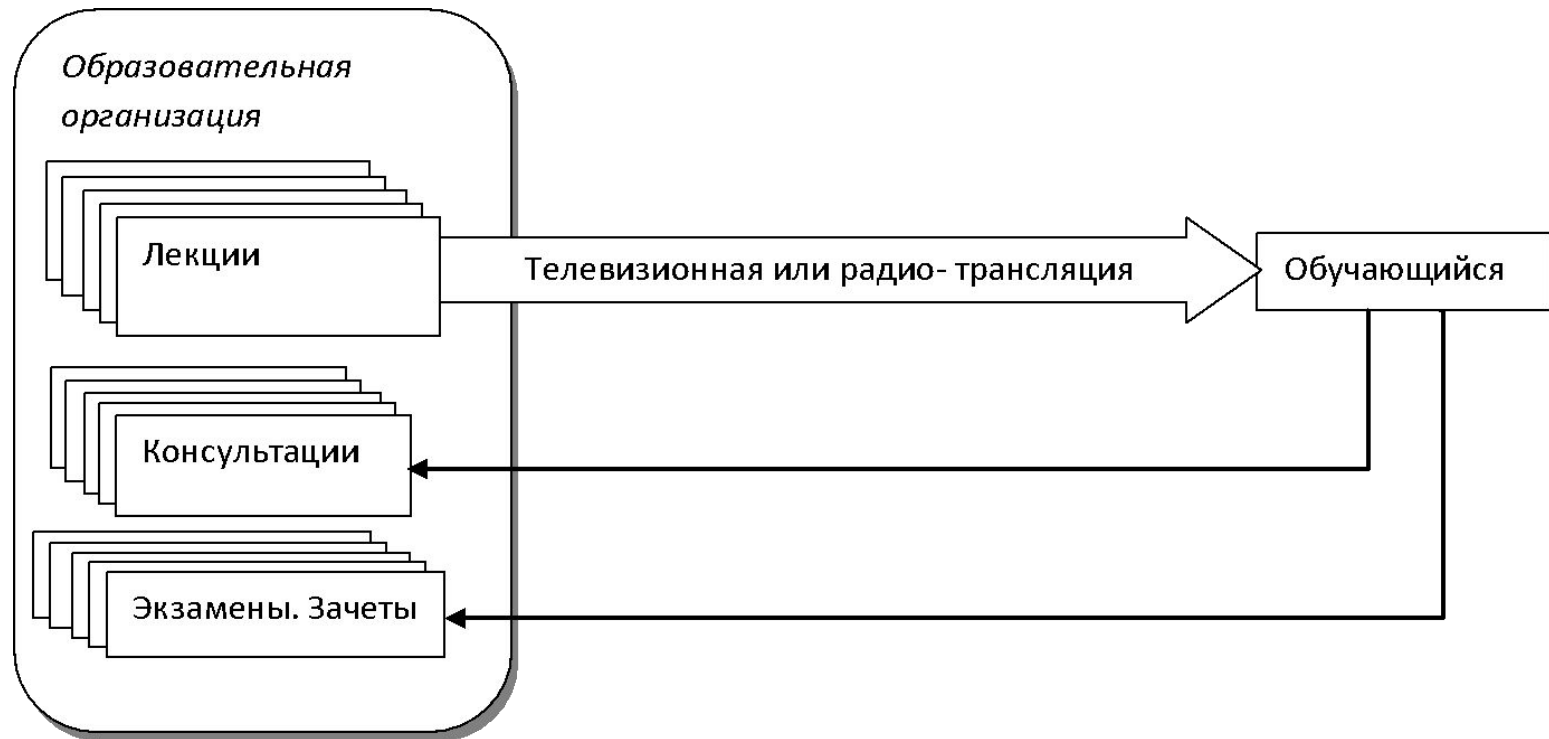 Образовательная
организация
Лекции
Телевизионная или радио- трансляция
Обучающийся
Консультации
Экзамены. Зачеты